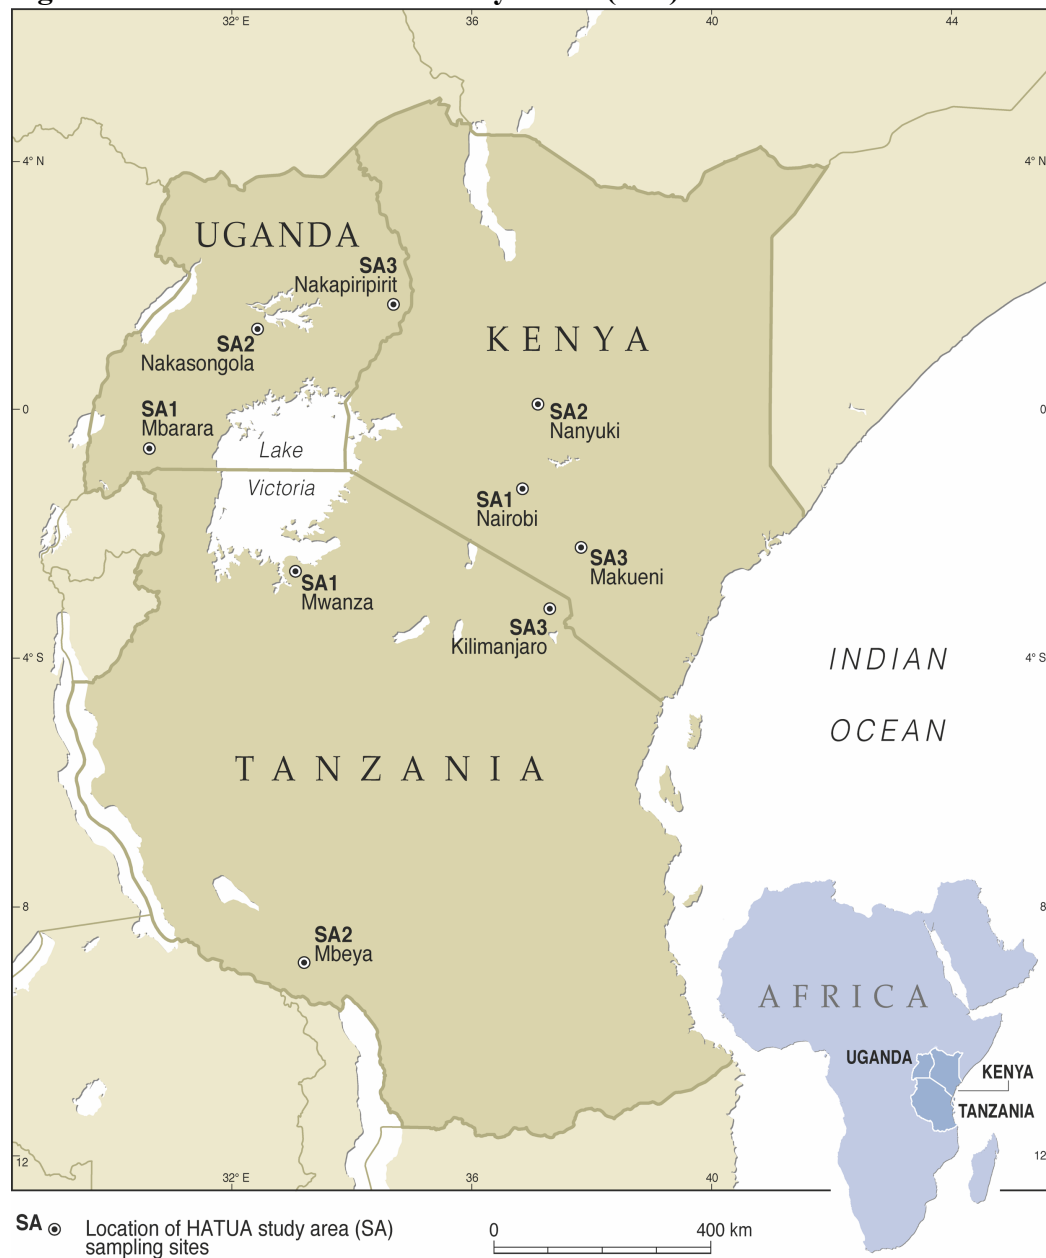 32° E
36
40
44
4° N
4° N
UGANDA
SA3
Nakapiripirit
SA2
Nakasongola
KENYA
SA1
Mbarara
0
0
SA2
Nanyuki
Lake
Victoria
SA1
Nairobi
SA3
Makueni
SA1
Mwanza
SA3
Kilimanjaro
4° S
4° S
INDIAN
OCEAN
TANZANIA
8
8
SA2
Mbeya
AFRICA
UGANDA
KENYA
TANZANIA
12
12
32° E
36
40
SA
Location of HATUA study area (SA)
sampling sites
0
400 km